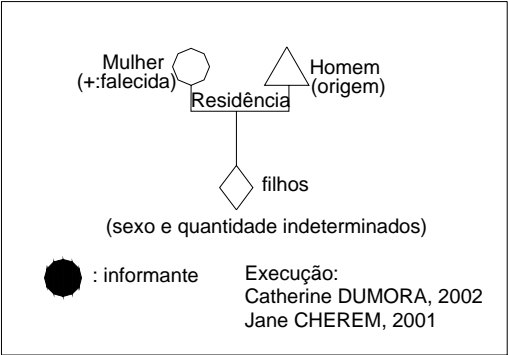 Mulher
(+:falecida)
Homem
(origem)
Residência
filhos
(sexo e quantidade indeterminados)
: informante
Execução:
Catherine DUMORA, 2002
Jane CHEREM, 2001